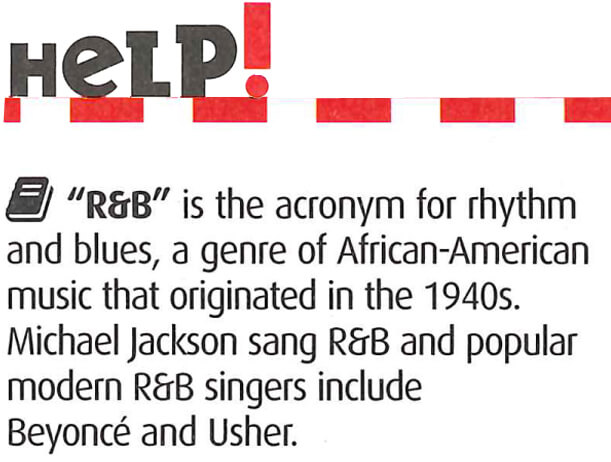 HeLP!
“R&B” is the acronym for rhythm
and blues, a genre of African-American
music that originated in the 1940s.
Michael Jackson sang R&B and popular
modern R&B singers include
Beyoncé and Usher.